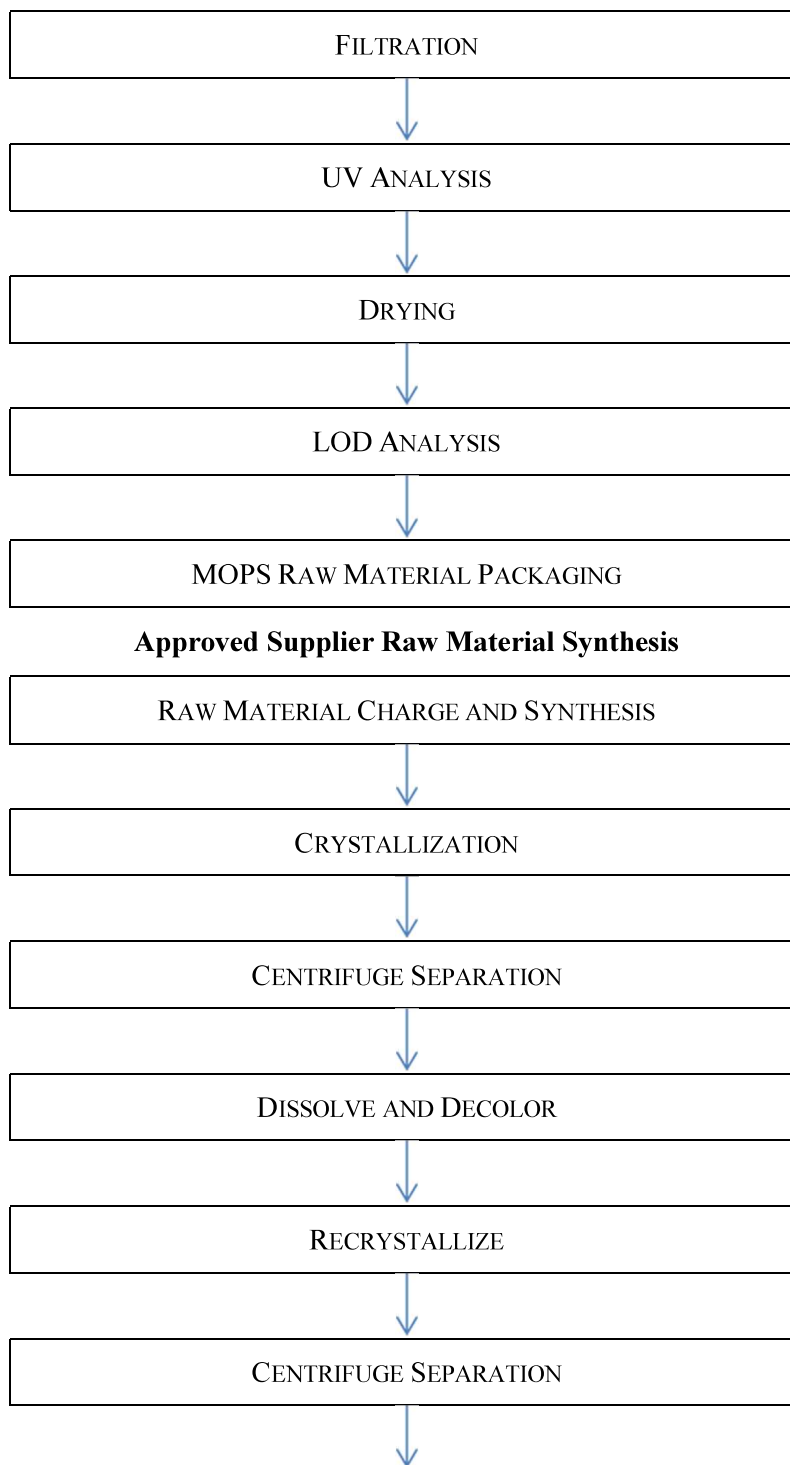 FILTRATION
UV ANALYSIS
DRYING
LOD ANALYSIS
MOPS RAW MATERIAL PACKAGING
Approved Supplier Raw Material Synthesis
RAW MATERIAL CHARGE AND SYNTHESIS
CRYSTALLIZATION
CENTRIFUGE SEPARATION
DISSOLVE AND DECOLOR
RECRYSTALLIZE
CENTRIFUGE SEPARATION